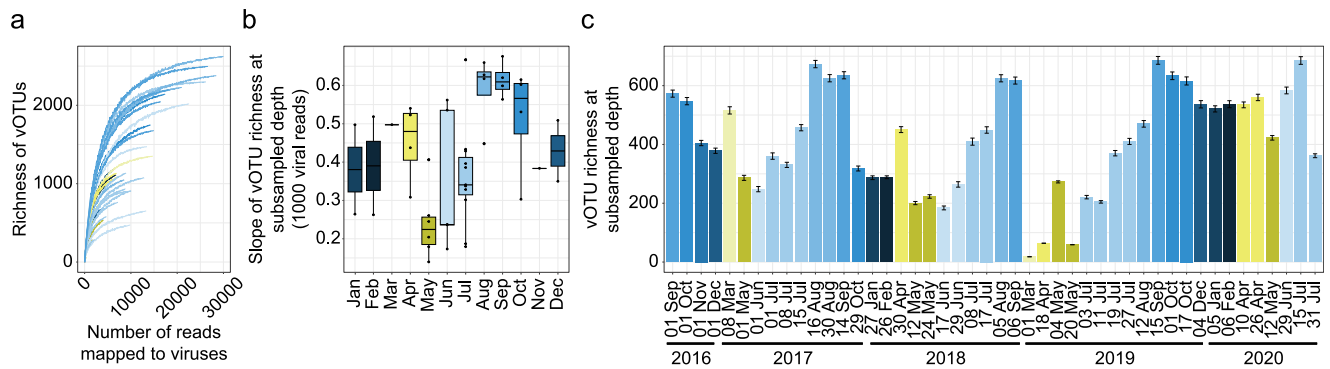 a
Richness of vOTUs
2000
1000
0
0
10000
20000
30000
Number of reads
mapped to viruses
b
Slope of vOTU richness at
subsampled depth
(1000 viral reads)
0.6
0.5
0.4
0.3
0.2
Jan
Feb
Mar
Apr
May
Jun
Jul
Aug
Sep
Oct
Nov
Dec
c
vOTU richness at
subsampled depth
600
400
200
0
01 Sep
01 Oct
01 Nov
01 Dec
08 Mar
01 May
01 Jun
01 Jul
08 Jul
15 Jul
16 Aug
30 Aug
14 Sep
29 Oct
27 Jan
26 Feb
30 Apr
12 May
24 May
17 Jun
29 Jun
08 Jul
17 Jul
05 Aug
06 Sep
01 Mar
18 Apr
04 May
20 May
03 Jul
11 Jul
19 Jul
27 Jul
12 Aug
15 Sep
01 Oct
17 Oct
04 Dec
05 Jan
06 Feb
10 Apr
26 Apr
12 May
29 Jun
15 Jul
31 Jul
2016
2017
2018
2019
2020